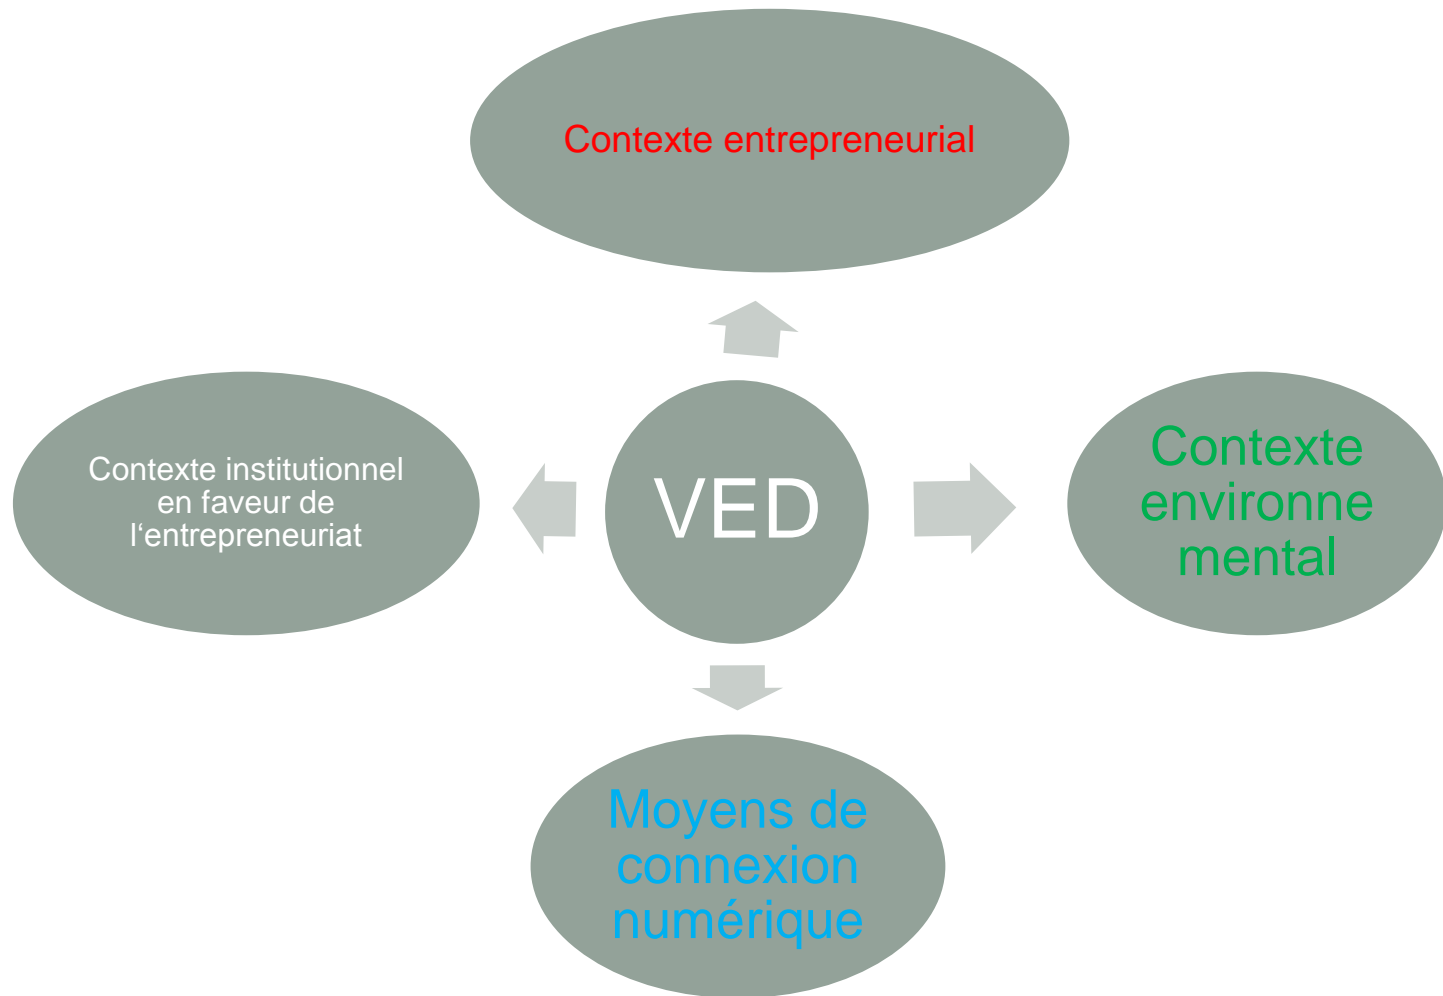 Contexte entrepreneurial
Contexte institutionnel
en faveur de
l‘entrepreneuriat
VED
Contexte
environne
mental
Moyens de
connexion
numérique